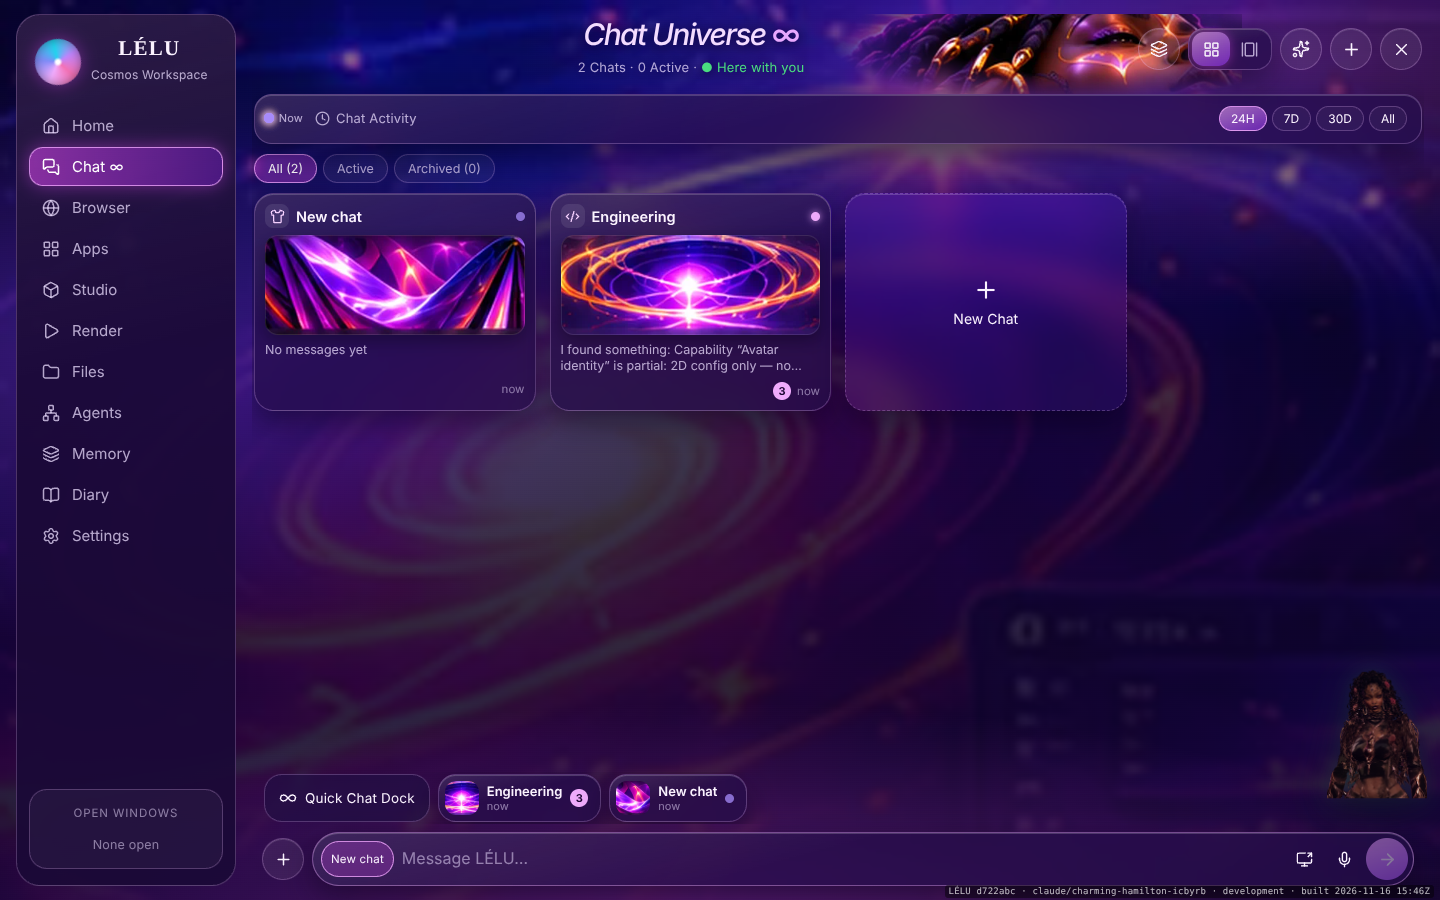 LÉLU
Cosmos Workspace
Home
Chat ∞
Browser
Apps
Studio
Render
Files
Agents
Memory
Diary
Settings
OPEN WINDOWS
None open
Chat Universe ∞
2 Chats · 0 Active · Here with you
Now Chat Activity
24H 7D 30D All
All (2) Active Archived (0)
New chat
No messages yet
now
Engineering
I found something: Capability “Avatar
identity” is partial: 2D config only — no…
3 now
New Chat
Quick Chat Dock
Engineering
now
3
New chat
now
New chat Message LÉLU…
LÉLU d722abc · claude/charming-hamilton-icbyrb · development · built 2026-11-16 15:46Z